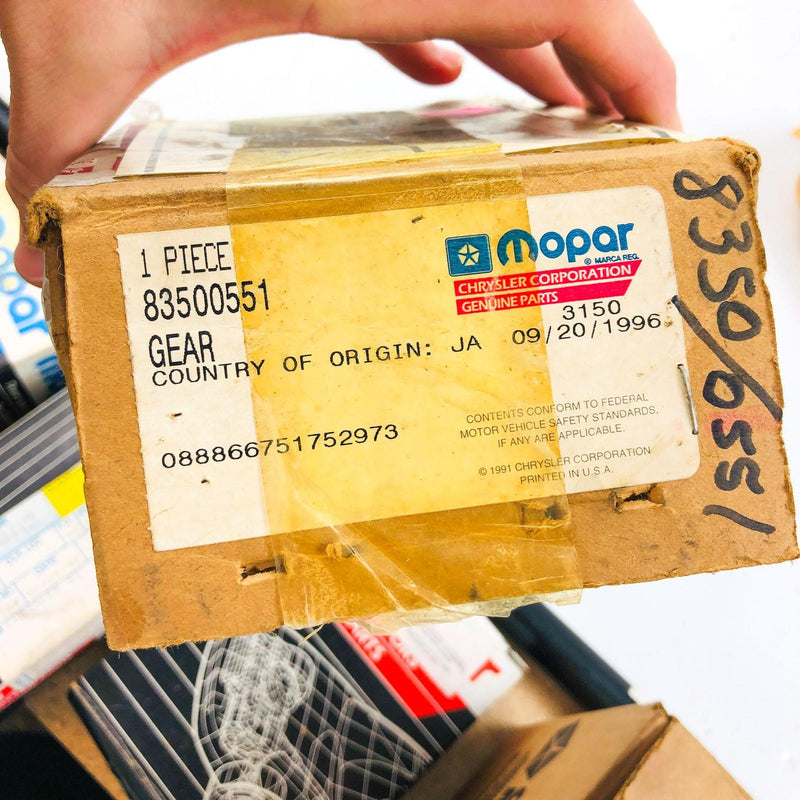 1 PIECE
83500551
GEAR
COUNTRY OF ORIGIN: JA
088866751752973
Mopar
® MARCA REG.
CHRYSLER CORPORATION
GENUINE PARTS
3150
09/20/1996
CONTENTS CONFORM TO FEDERAL
MOTOR VEHICLE SAFETY STANDARDS,
IF ANY ARE APPLICABLE.
© 1991 CHRYSLER CORPORATION
PRINTED IN U.S.A.
8350/0551
opar
PARTS